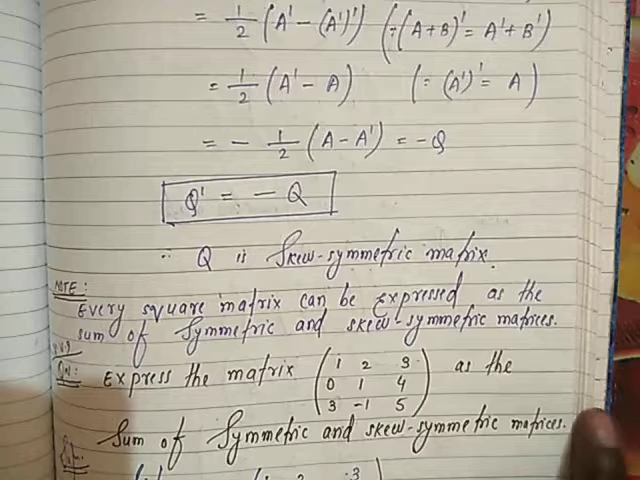 = 1/2 (A' - (A')') (∵ (A+B)' = A' + B')
= 1/2 (A' - A) (∵ (A')' = A)
= - 1/2 (A - A') = -Q
Q' = - Q
∴ Q is Skew-symmetric matrix.
NOTE:
Every square matrix can be expressed as the
sum of Symmetric and skew-symmetric matrices.
Express the matrix (1 2 3
0 1 4
3 -1 5) as the
Sum of Symmetric and skew-symmetric matrices.